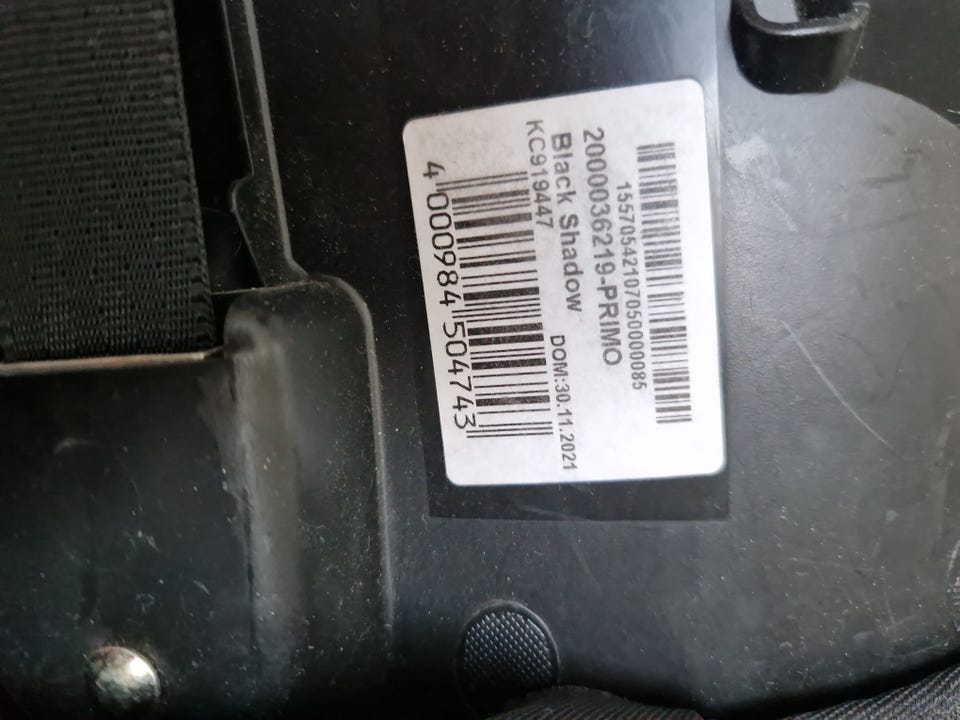 15570542107050000085
2000036219-PRIMO
Black Shadow
KC919447 DOM:30.11.2021
4 000984 504743